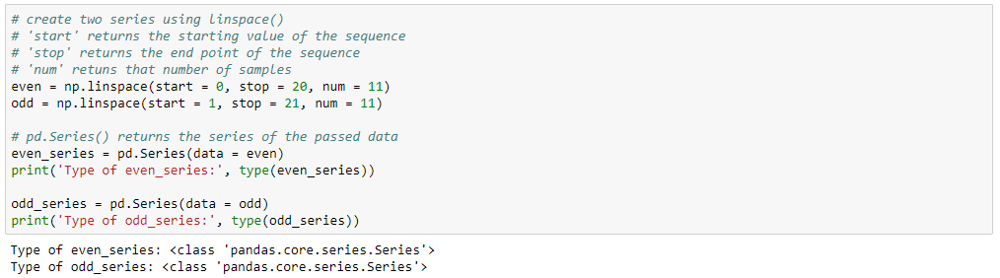 # create two series using linspace()
# 'start' returns the starting value of the sequence
# 'stop' returns the end point of the sequence
# 'num' retuns that number of samples
even = np.linspace(start = 0, stop = 20, num = 11)
odd = np.linspace(start = 1, stop = 21, num = 11)
# pd.Series() returns the series of the passed data
even_series = pd.Series(data = even)
print('Type of even_series:', type(even_series))
odd_series = pd.Series(data = odd)
print('Type of odd_series:', type(odd_series))
Type of even_series: <class 'pandas.core.series.Series'>
Type of odd_series: <class 'pandas.core.series.Series'>